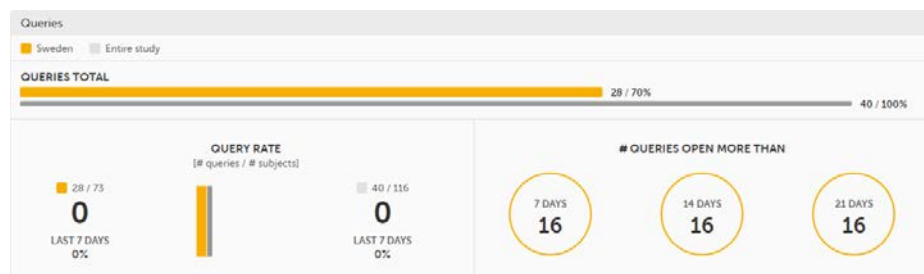 Queries
Sweden Entire study
QUERIES TOTAL
28 / 70%
40 / 100%
QUERY RATE
[# queries / # subjects]
28 / 73
0
LAST 7 DAYS
0%
40 / 116
0
LAST 7 DAYS
0%
# QUERIES OPEN MORE THAN
7 DAYS
16
14 DAYS
16
21 DAYS
16